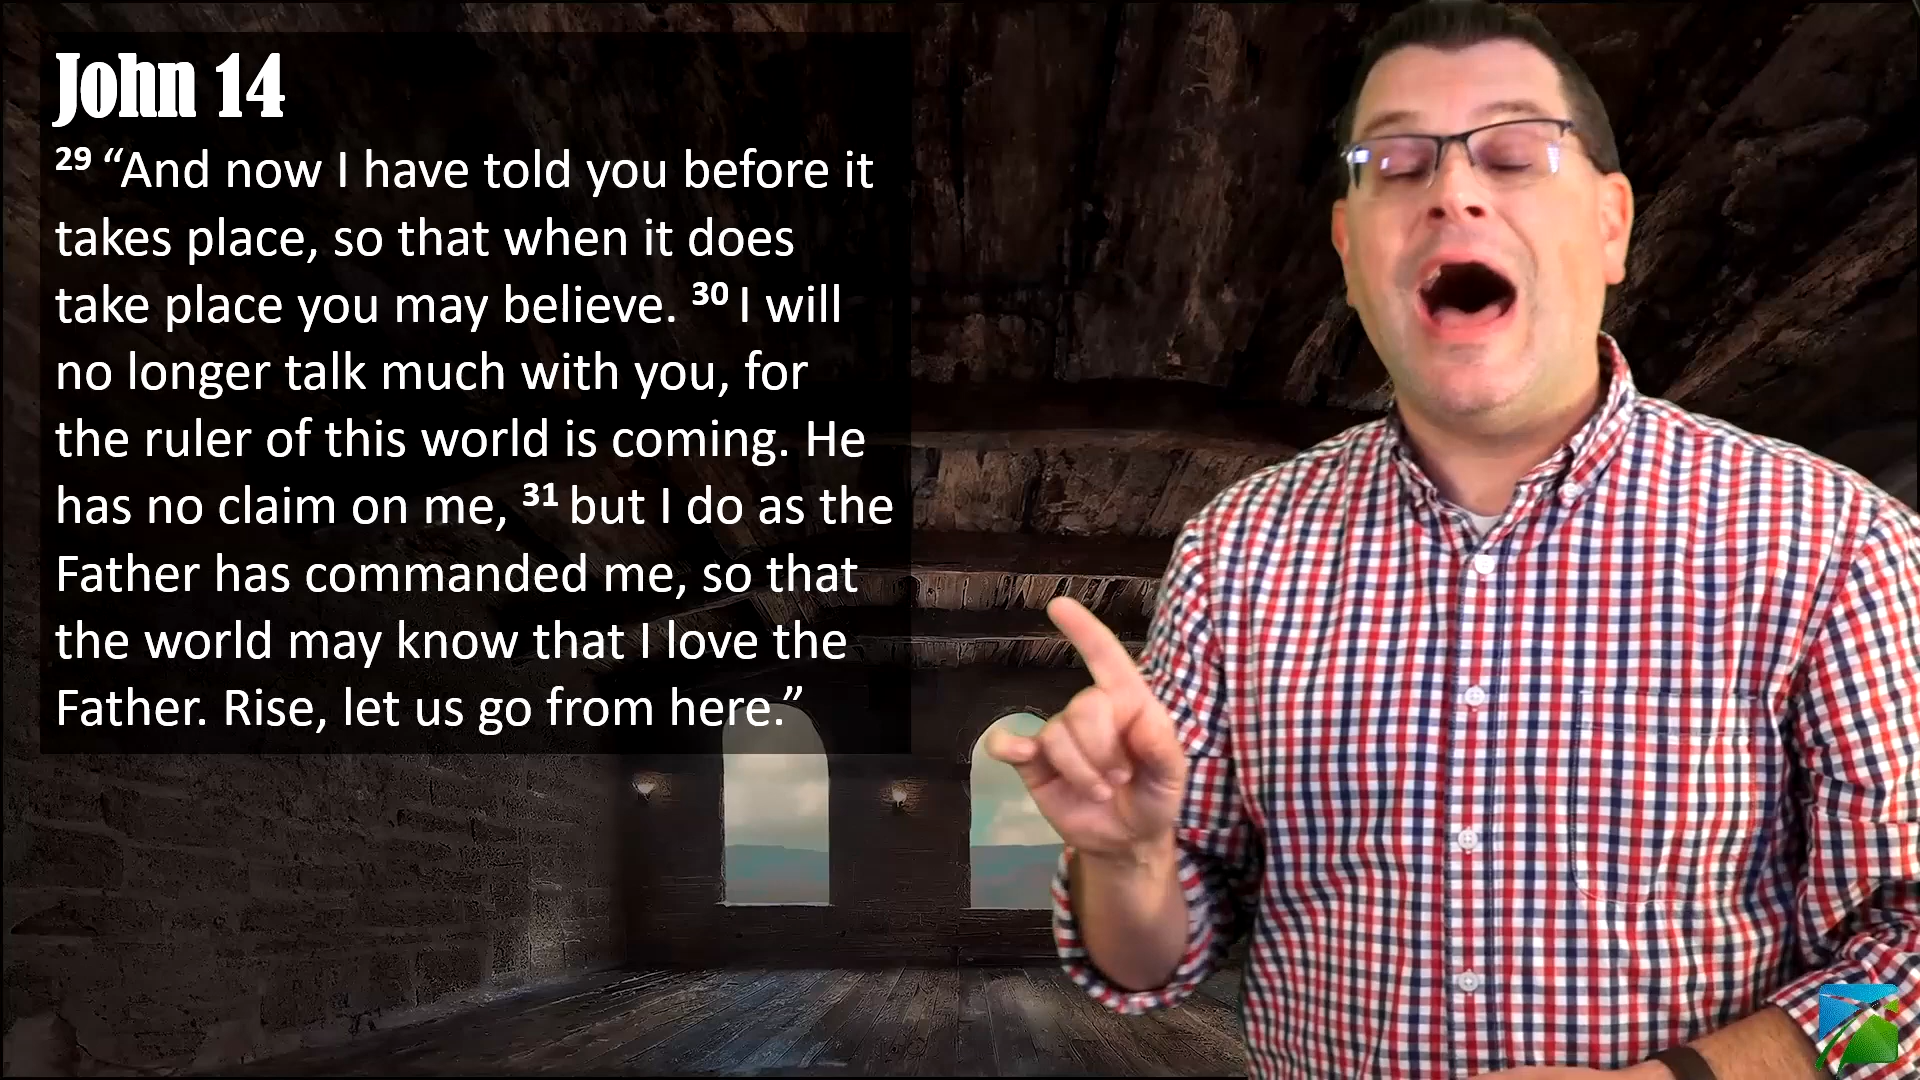 John 14
29 “And now I have told you before it
takes place, so that when it does
take place you may believe. 30 I will
no longer talk much with you, for
the ruler of this world is coming. He
has no claim on me, 31 but I do as the
Father has commanded me, so that
the world may know that I love the
Father. Rise, let us go from here.”